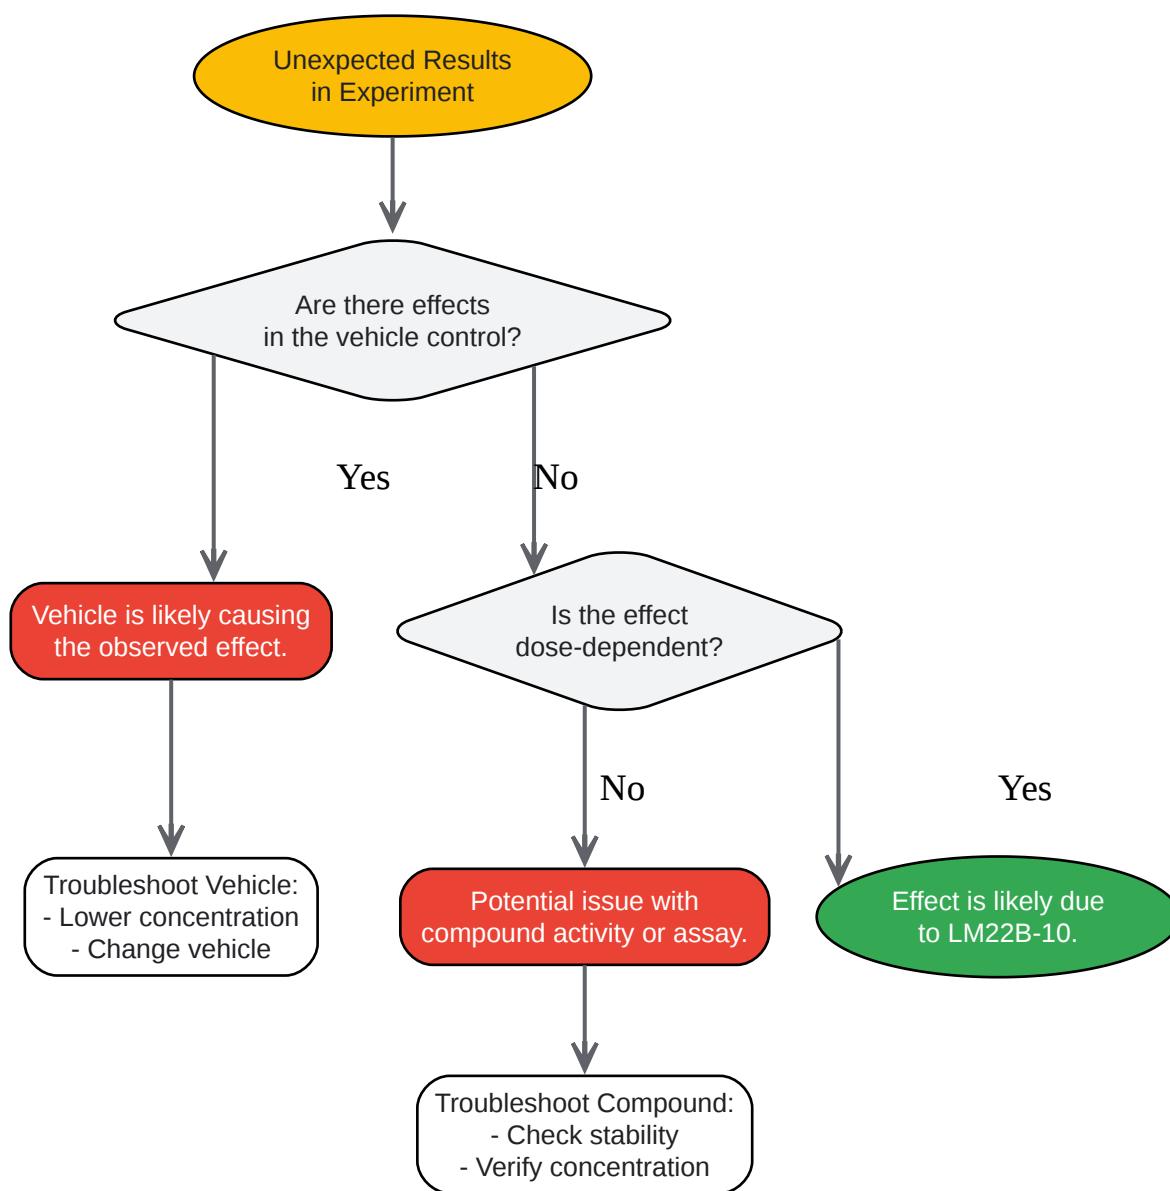 Unexpected Results
in Experiment
Are there effects
in the vehicle control?
Yes
No
Vehicle is likely causing
the observed effect.
Is the effect
dose-dependent?
No
Yes
Troubleshoot Vehicle:
- Lower concentration
- Change vehicle
Potential issue with
compound activity or assay.
Effect is likely due
to LM22B-10.
Troubleshoot Compound:
- Check stability
- Verify concentration